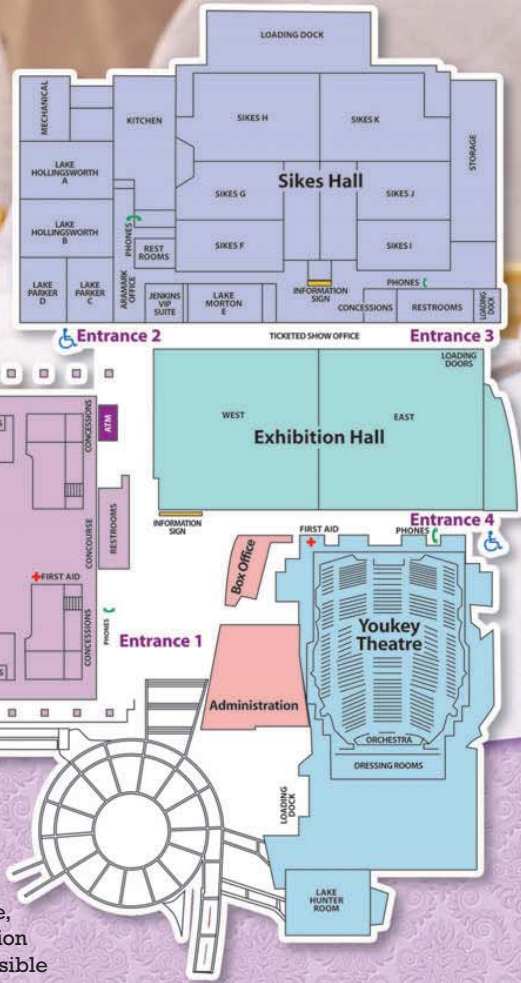 LOADING DOCK
MECHANICAL
KITCHEN
SIKES H
SIKES K
STORAGE
LAKE
HOLLINGSWORTH
A
Sikes Hall
SIKES G
SIKES J
LAKE
HOLLINGSWORTH
B
PHONES
REST
ROOMS
SIKES F
SIKES I
LAKE
PARKER
D
LAKE
PARKER
C
ARAMARK
OFFICE
JENKINS
VIP
SUITE
LAKE
MORTON
E
INFORMATION
SIGN
PHONES
CONCESSIONS
RESTROOMS
LOADING
DOCK
Entrance 2
TICKETED SHOW OFFICE
Entrance 3
LOADING
DOORS
CONCESSIONS
ATM
WEST
EAST
Exhibition Hall
CONCOURSE
RESTROOMS
INFORMATION
SIGN
FIRST AID
PHONES
Entrance 4
FIRST AID
Box Office
CONCESSIONS
PHONES
Entrance 1
Youkey
Theatre
Administration
ORCHESTRA
DRESSING ROOMS
LOADING
DOCK
LAKE
HUNTER
ROOM